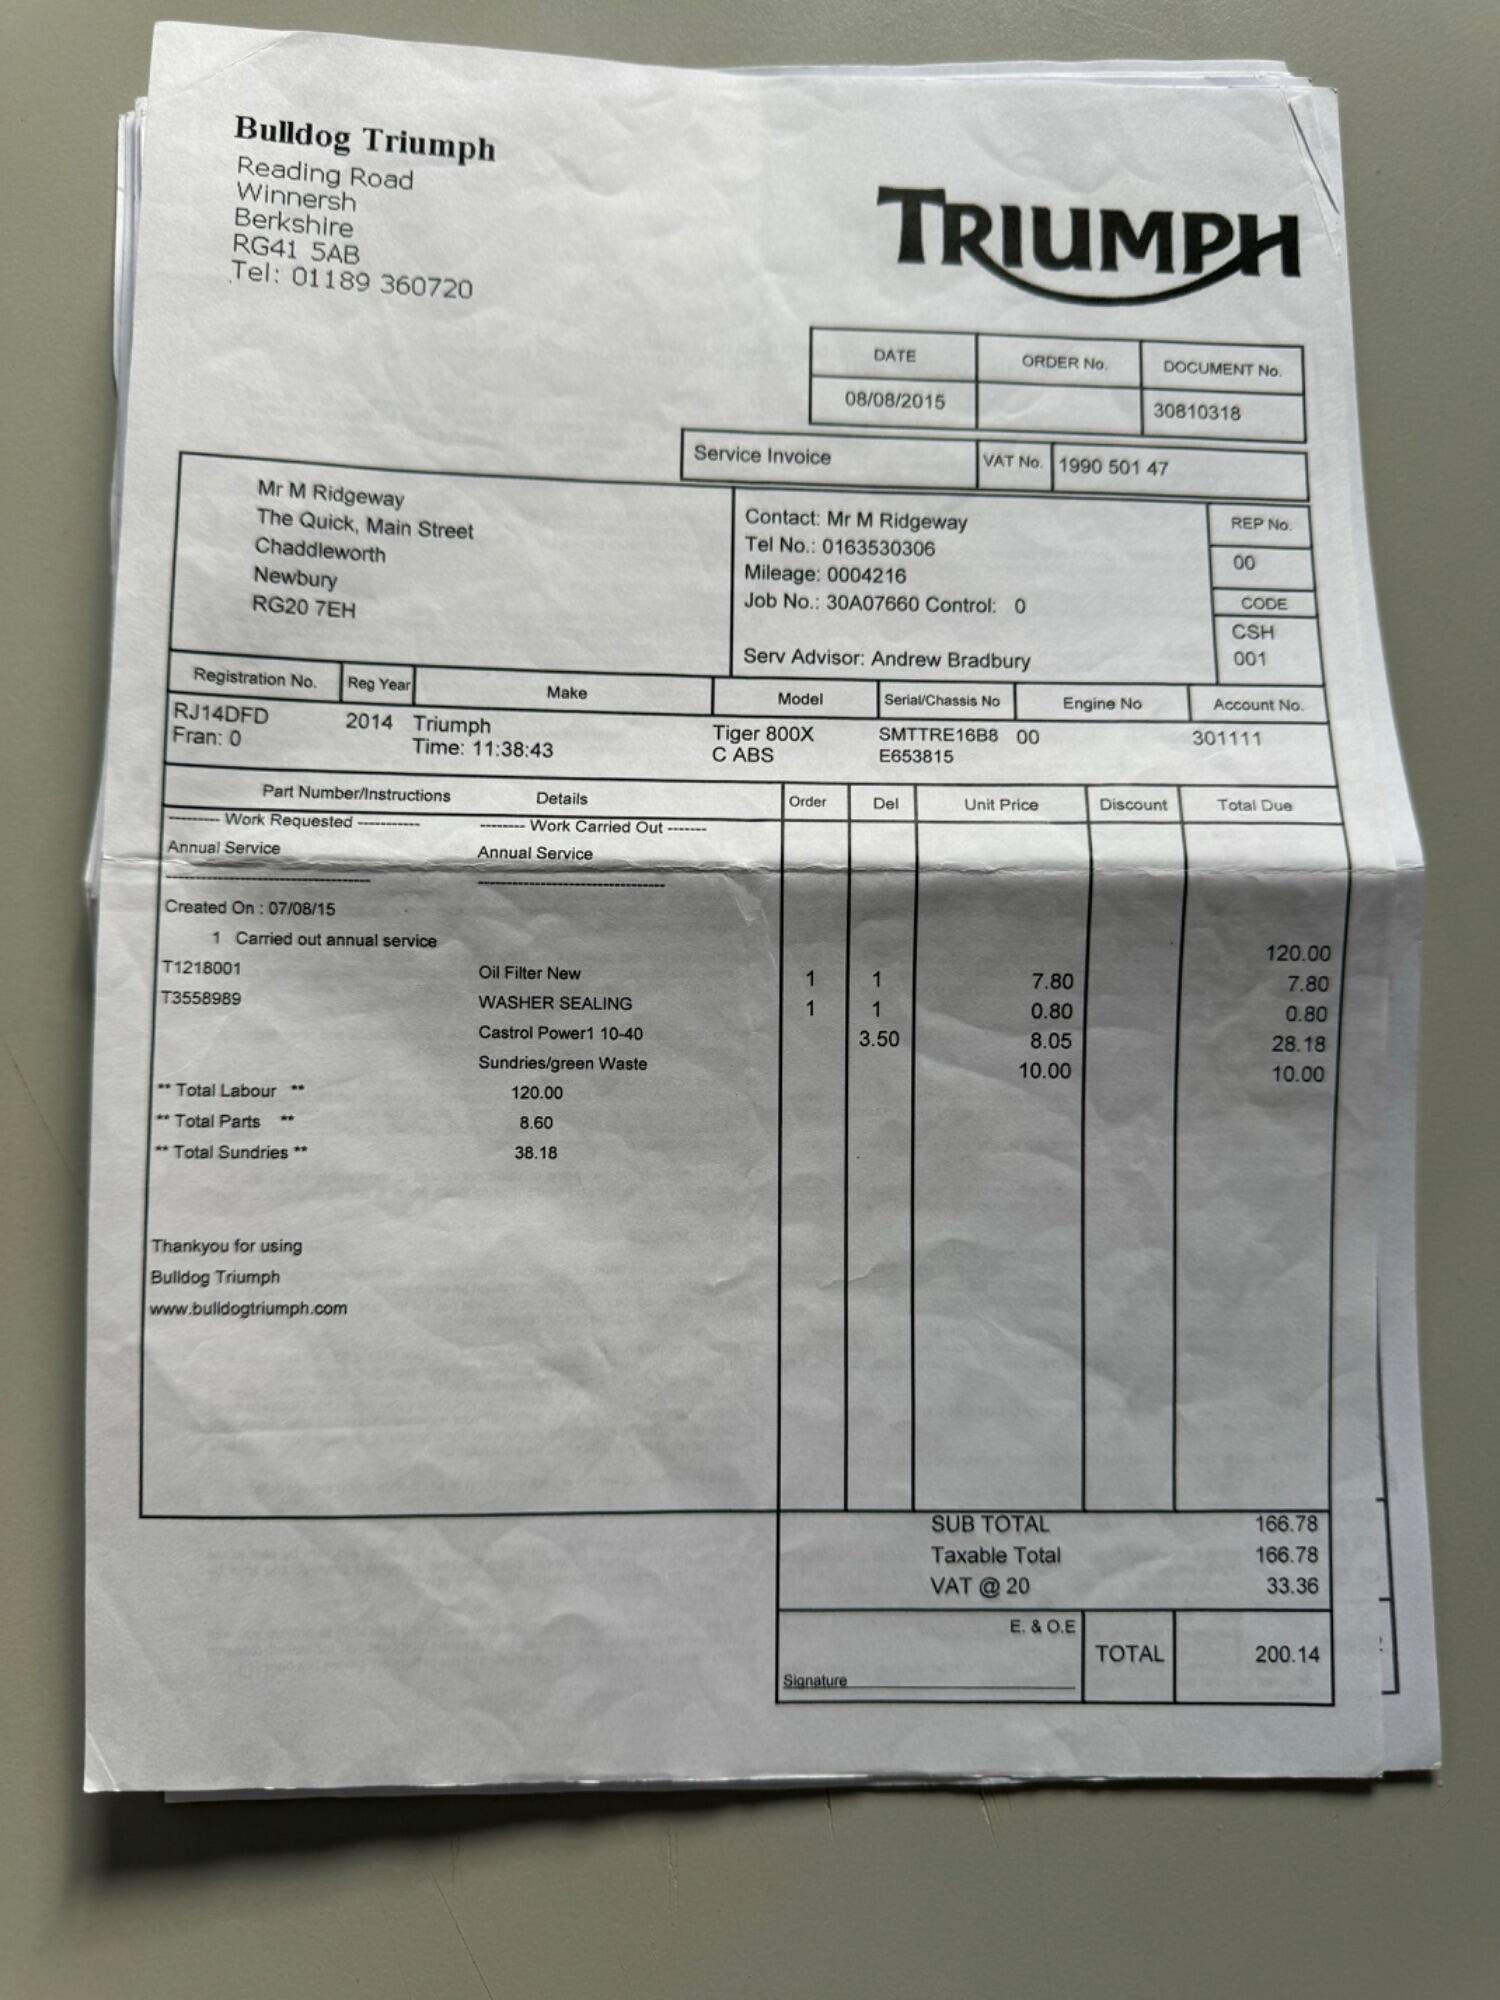 Bulldog Triumph
Reading Road
Winnersh
Berkshire
RG41 5AB
Tel: 01189 360720
TRIUMPH
DATE ORDER No. DOCUMENT No.
08/08/2015 30810318
Service Invoice VAT No. 1990 501 47
Mr M Ridgeway
The Quick, Main Street
Chaddleworth
Newbury
RG20 7EH
Contact: Mr M Ridgeway
Tel No.: 0163530306
Mileage: 0004216
Job No.: 30A07660 Control: 0
Serv Advisor: Andrew Bradbury
REP No.
00
CODE
CSH
001
Registration No. Reg Year Make Model Serial/Chassis No Engine No Account No.
RJ14DFD 2014 Triumph Tiger 800X SMTTRE16B8 00 301111
Fran: 0 Time: 11:38:43 C ABS E653815
Part Number/Instructions Details Order Del Unit Price Discount Total Due
--------- Work Requested ----------- -------- Work Carried Out -------
Annual Service Annual Service
------------------------------------ ---------------------------------
Created On : 07/08/15
1 Carried out annual service 120.00
T1218001 Oil Filter New 1 1 7.80 7.80
T3558989 WASHER SEALING 1 1 0.80 0.80
Castrol Power1 10-40 3.50 8.05 28.18
Sundries/green Waste 10.00 10.00
** Total Labour ** 120.00
** Total Parts ** 8.60
** Total Sundries ** 38.18
Thankyou for using
Bulldog Triumph
www.bulldogtriumph.com
SUB TOTAL 166.78
Taxable Total 166.78
VAT @ 20 33.36
E. & O.E
TOTAL 200.14
Signature